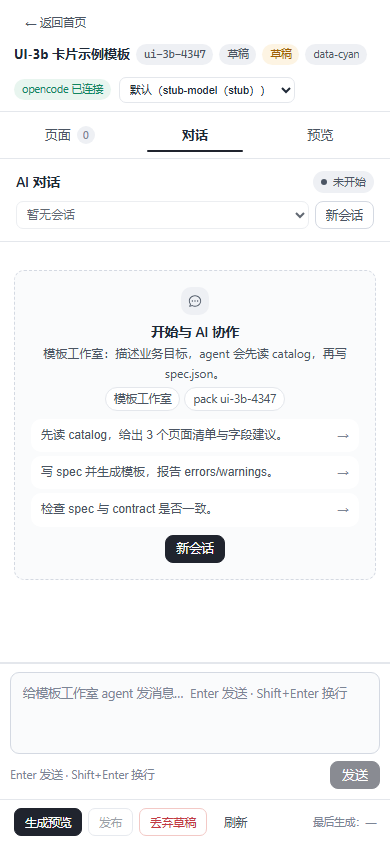 ← 返回首页
UI-3b 卡片示例模板 ui-3b-4347 草稿 草稿 data-cyan
opencode 已连接 默认（stub-model（stub））
页面 0 对话 预览
AI 对话 未开始
暂无会话 新会话
开始与 AI 协作
模板工作室：描述业务目标，agent 会先读 catalog，再写
spec.json。
模板工作室 pack ui-3b-4347
先读 catalog，给出 3 个页面清单与字段建议。 →
写 spec 并生成模板，报告 errors/warnings。 →
检查 spec 与 contract 是否一致。 →
新会话
给模板工作室 agent 发消息… Enter 发送 · Shift+Enter 换行
Enter 发送 · Shift+Enter 换行 发送
生成预览 发布 丢弃草稿 刷新 最后生成：—